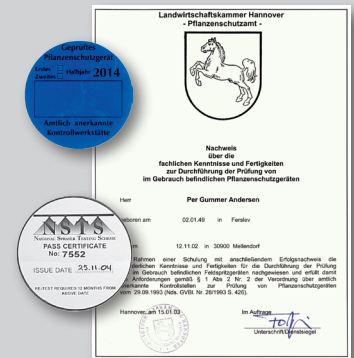 Geprüftes
Pflanzenschutzgerät
Erstes
Zweites Halbjahr 2014
Amtlich anerkannte
Kontrollwerkstätte
Landwirtschaftskammer Hannover
- Pflanzenschutzamt -
Nachweis
über die
fachlichen Kenntnisse und Fertigkeiten
zur Durchführung der Prüfung von
im Gebrauch befindlichen Pflanzenschutzgeräten
Herr Per Gummer Andersen
geboren am 02.01.49 in Ferslev
am 12.11.02 in 30900 Mellendorf
Rahmen einer Schulung mit anschließendem Erfolgsnachweis die
Kenntnisse und Fertigkeiten für die Durchführung der Prüfung
im Gebrauch befindlichen Feldspritzgeräten nachgewiesen und erfüllt damit
Anforderungen gemäß § 1 Abs 2 Nr. 2 der Verordnung über amtlich
anerkannte Kontrollstellen zur Prüfung von Pflanzenschutzgeräten
vom 29.09.1993 (Nds. GVBl. Nr. 28/1993 S. 426).
Hannover, am 15.01.03 Im Auftrage
Unterschrift/Dienstsiegel
NSTS
NATIONAL SPRAYER TESTING SCHEME
PASS CERTIFICATE
No: 7552
ISSUE DATE 25.11.04
RE-TEST REQUIRED 12 MONTHS FROM
ABOVE DATE